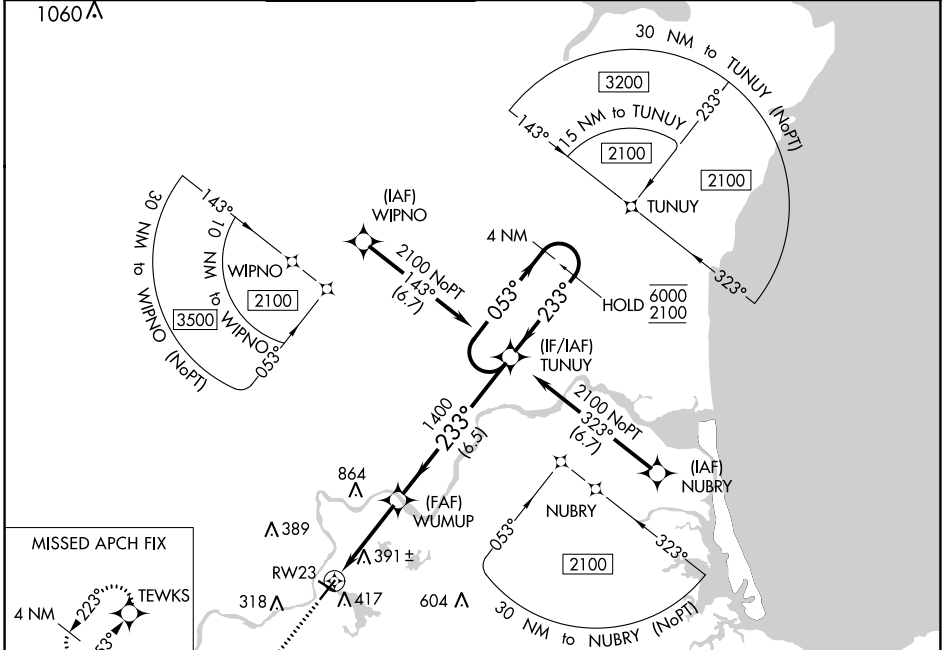 1060
30 NM to TUNUY (NoPT)
3200
143°
15 NM to TUNUY
233°
2100
2100
TUNUY
323°
(IAF)
WIPNO
2100 NoPT
143°
(6.7)
4 NM
053°
233°
HOLD
6000
2100
143°
30 NM to WIPNO (NoPT)
10 NM to WIPNO
WIPNO
2100
3500
053°
(IF/IAF)
TUNUY
2100 NoPT
323°
(6.7)
(IAF)
NUBRY
1400
233°
(6.5)
864
(FAF)
WUMUP
389
391 ±
RW23
318
417
604
NUBRY
053°
323°
2100
30 NM to NUBRY (NoPT)
MISSED APCH FIX
4 NM
223°
TEWKS